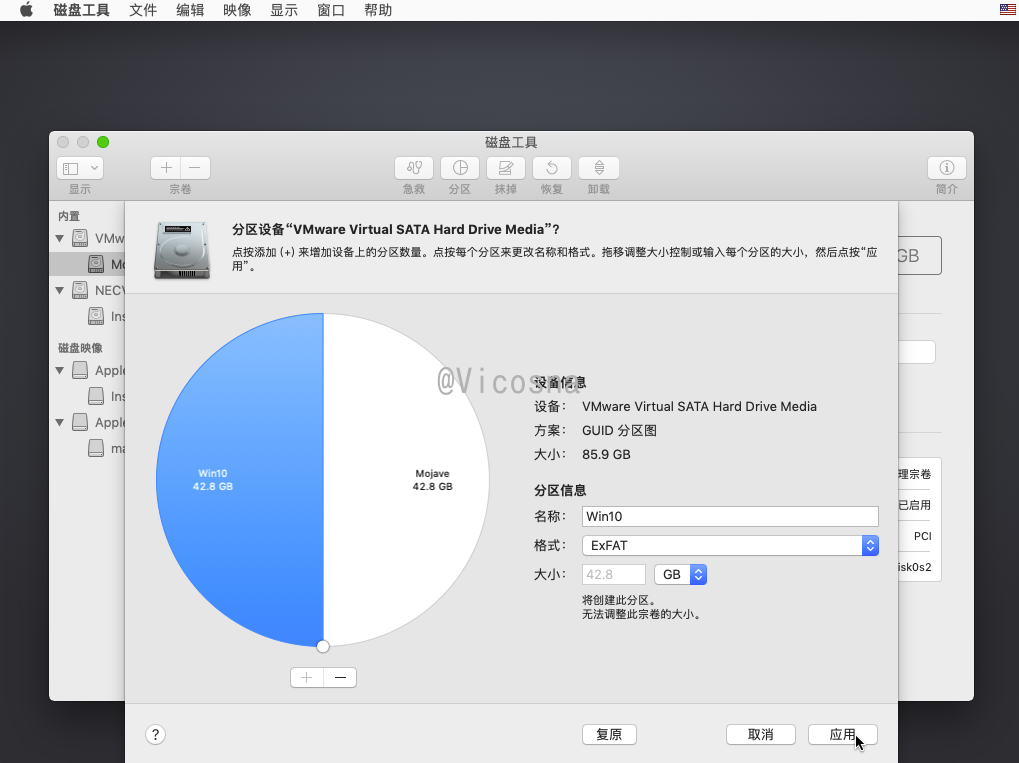 磁盘工具 文件 编辑 映像 显示 窗口 帮助
磁盘工具
显示 宗卷 急救 分区 抹掉 恢复 卸载 简介
内置
VMw
Mo
NECV
Ins
磁盘映像
Apple
Ins
Apple
ma
分区设备“VMware Virtual SATA Hard Drive Media”?
点按添加 (+) 来增加设备上的分区数量。点按每个分区来更改名称和格式。拖移调整大小控制或输入每个分区的大小，然后点按“应
用”。
GB
@Vicosna
Win10
42.8 GB
Mojave
42.8 GB
设备信息
设备： VMware Virtual SATA Hard Drive Media
方案： GUID 分区图
大小： 85.9 GB
分区信息
名称： Win10
格式： ExFAT
大小： 42.8 GB
将创建此分区。
无法调整此宗卷的大小。
理宗卷
已启用
PCI
isk0s2
+ −
? 复原 取消 应用